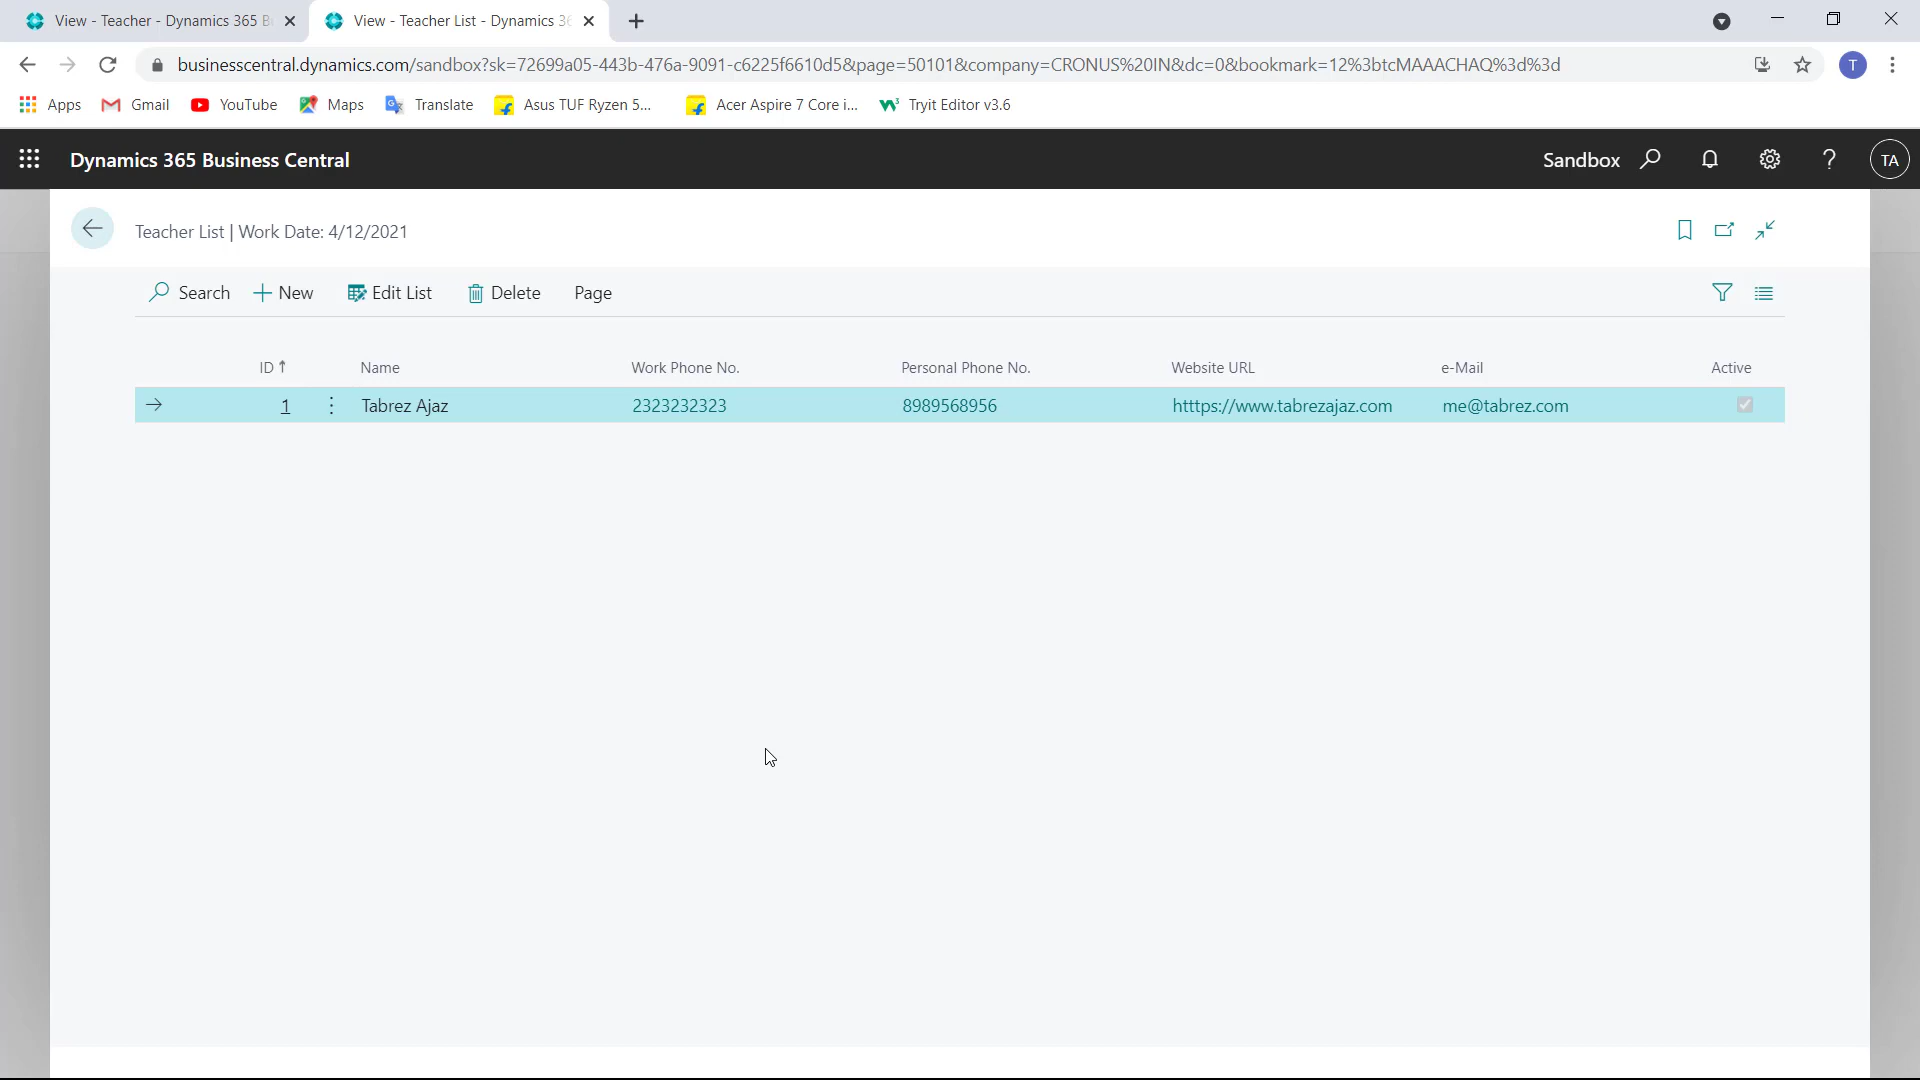 View - Teacher - Dynamics 365 B
View - Teacher List - Dynamics 36
businesscentral.dynamics.com/sandbox?sk=72699a05-443b-476a-9091-c6225f6610d5&page=50101&company=CRONUS%20IN&dc=0&bookmark=12%3btcMAAACHAQ%3d%3d
T
Apps Gmail YouTube Maps Translate Asus TUF Ryzen 5... Acer Aspire 7 Core i... Tryit Editor v3.6
Dynamics 365 Business Central Sandbox ? TA
Teacher List | Work Date: 4/12/2021
Search New Edit List Delete Page
ID↑ Name Work Phone No. Personal Phone No. Website URL e-Mail Active
1 Tabrez Ajaz 2323232323 8989568956 htttps://www.tabrezajaz.com me@tabrez.com